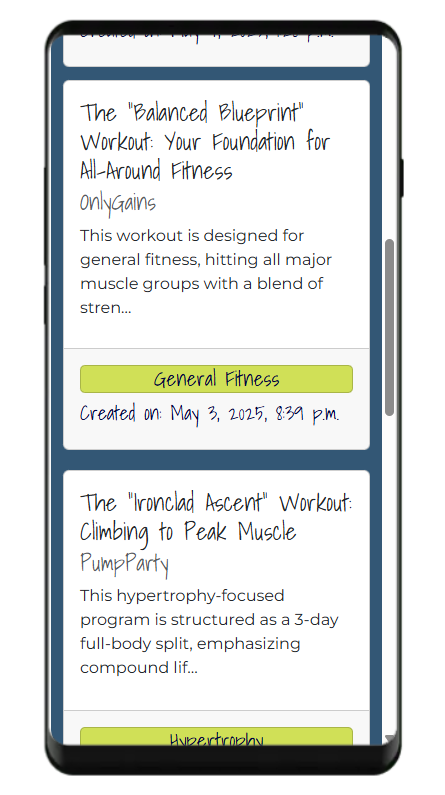 The "Balanced Blueprint"
Workout: Your Foundation for
All-Around Fitness
OnlyGains
This workout is designed for
general fitness, hitting all major
muscle groups with a blend of
stren...
General Fitness
Created on: May 3, 2025, 8:39 p.m.
The "Ironclad Ascent" Workout:
Climbing to Peak Muscle
PumpParty
This hypertrophy-focused
program is structured as a 3-day
full-body split, emphasizing
compound lif...
Hypertrophy